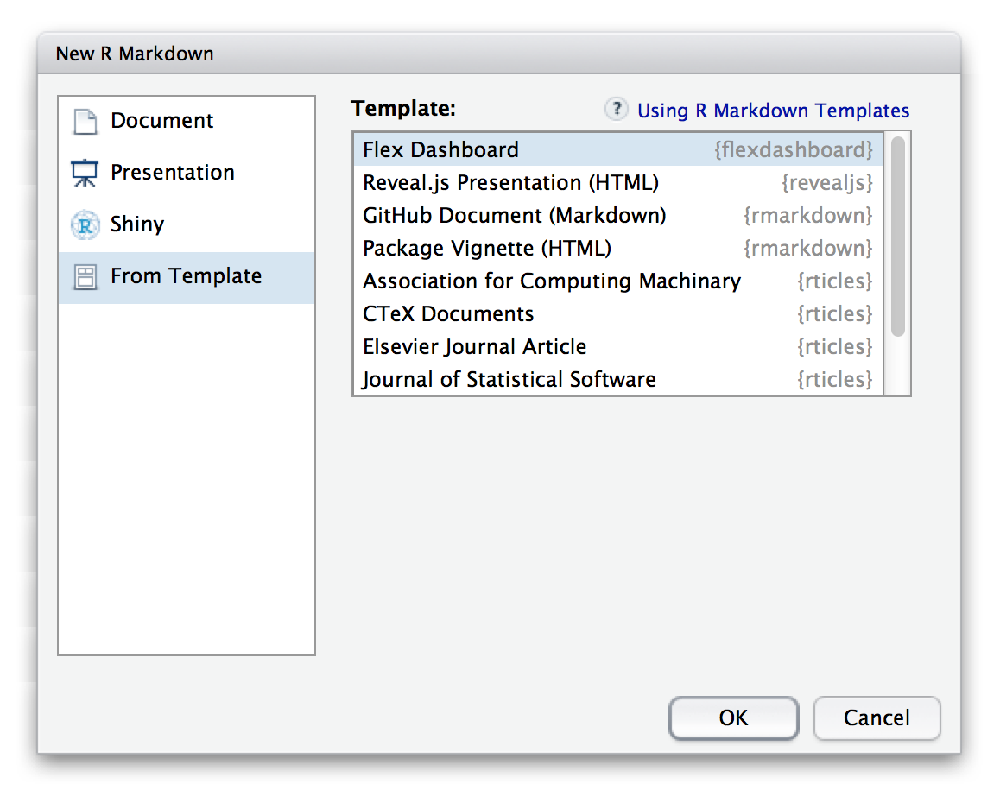 New R Markdown
Document
Presentation
Shiny
From Template
Template:
? Using R Markdown Templates
Flex Dashboard {flexdashboard}
Reveal.js Presentation (HTML) {revealjs}
GitHub Document (Markdown) {rmarkdown}
Package Vignette (HTML) {rmarkdown}
Association for Computing Machinary {rticles}
CTeX Documents {rticles}
Elsevier Journal Article {rticles}
Journal of Statistical Software {rticles}
OK Cancel